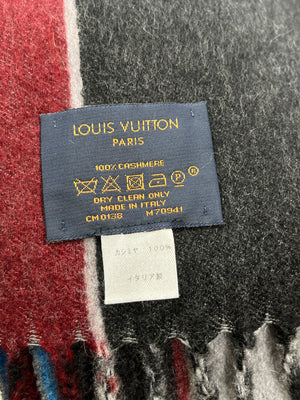 LOUIS VUITTON
PARIS
100% CASHMERE
P
DRY CLEAN ONLY
MADE IN ITALY
CM0138 M70941
カシミヤ 100%
イタリア製